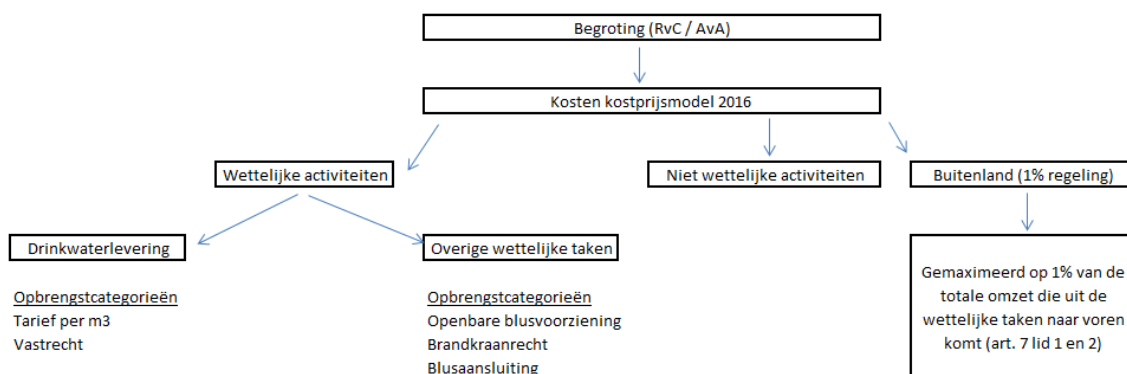 Begroting (RvC / AvA)
Kosten kostprijsmodel 2016
Wettelijke activiteiten
Niet wettelijke activiteiten
Buitenland (1% regeling)
Drinkwaterlevering
Overige wettelijke taken
Opbrengstcategorieën
Tarief per m3
Vastrecht
Opbrengstcategorieën
Openbare blusvoorziening
Brandkraanrecht
Blusaansluiting
Gemaximeerd op 1% van de
totale omzet die uit de
wettelijke taken naar voren
komt (art. 7 lid 1 en 2)